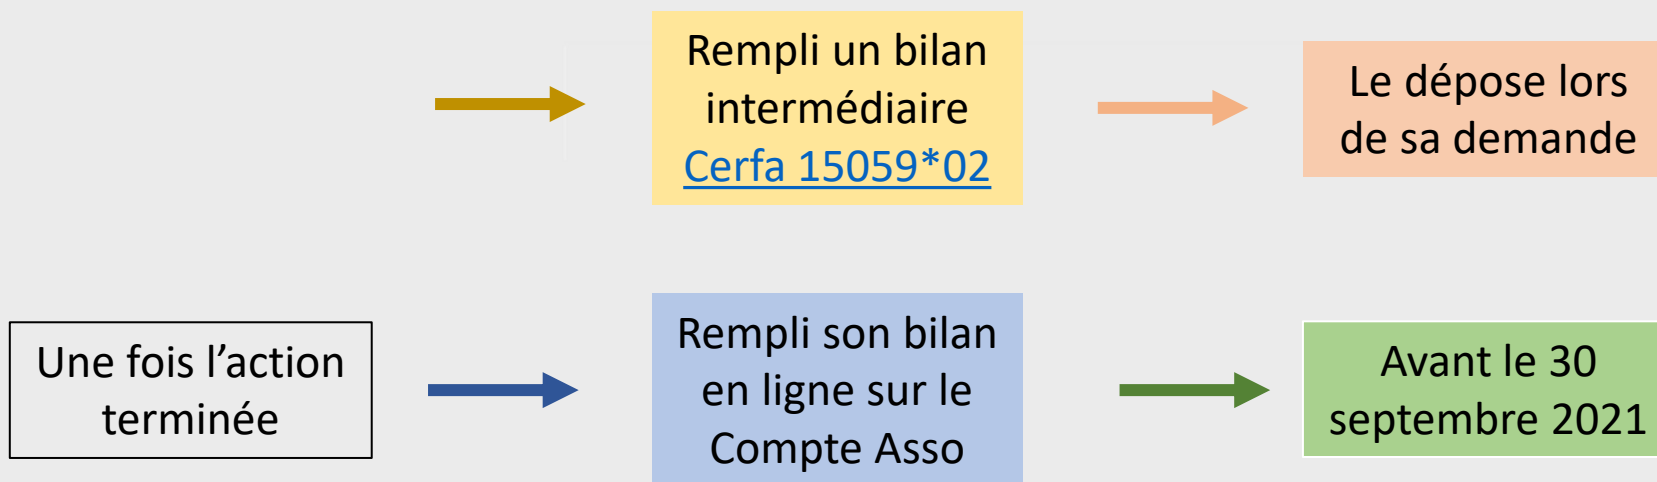 Rempli un bilan
intermédiaire
Cerfa 15059*02
Le dépose lors
de sa demande
Une fois l'action
terminée
Rempli son bilan
en ligne sur le
Compte Asso
Avant le 30
septembre 2021